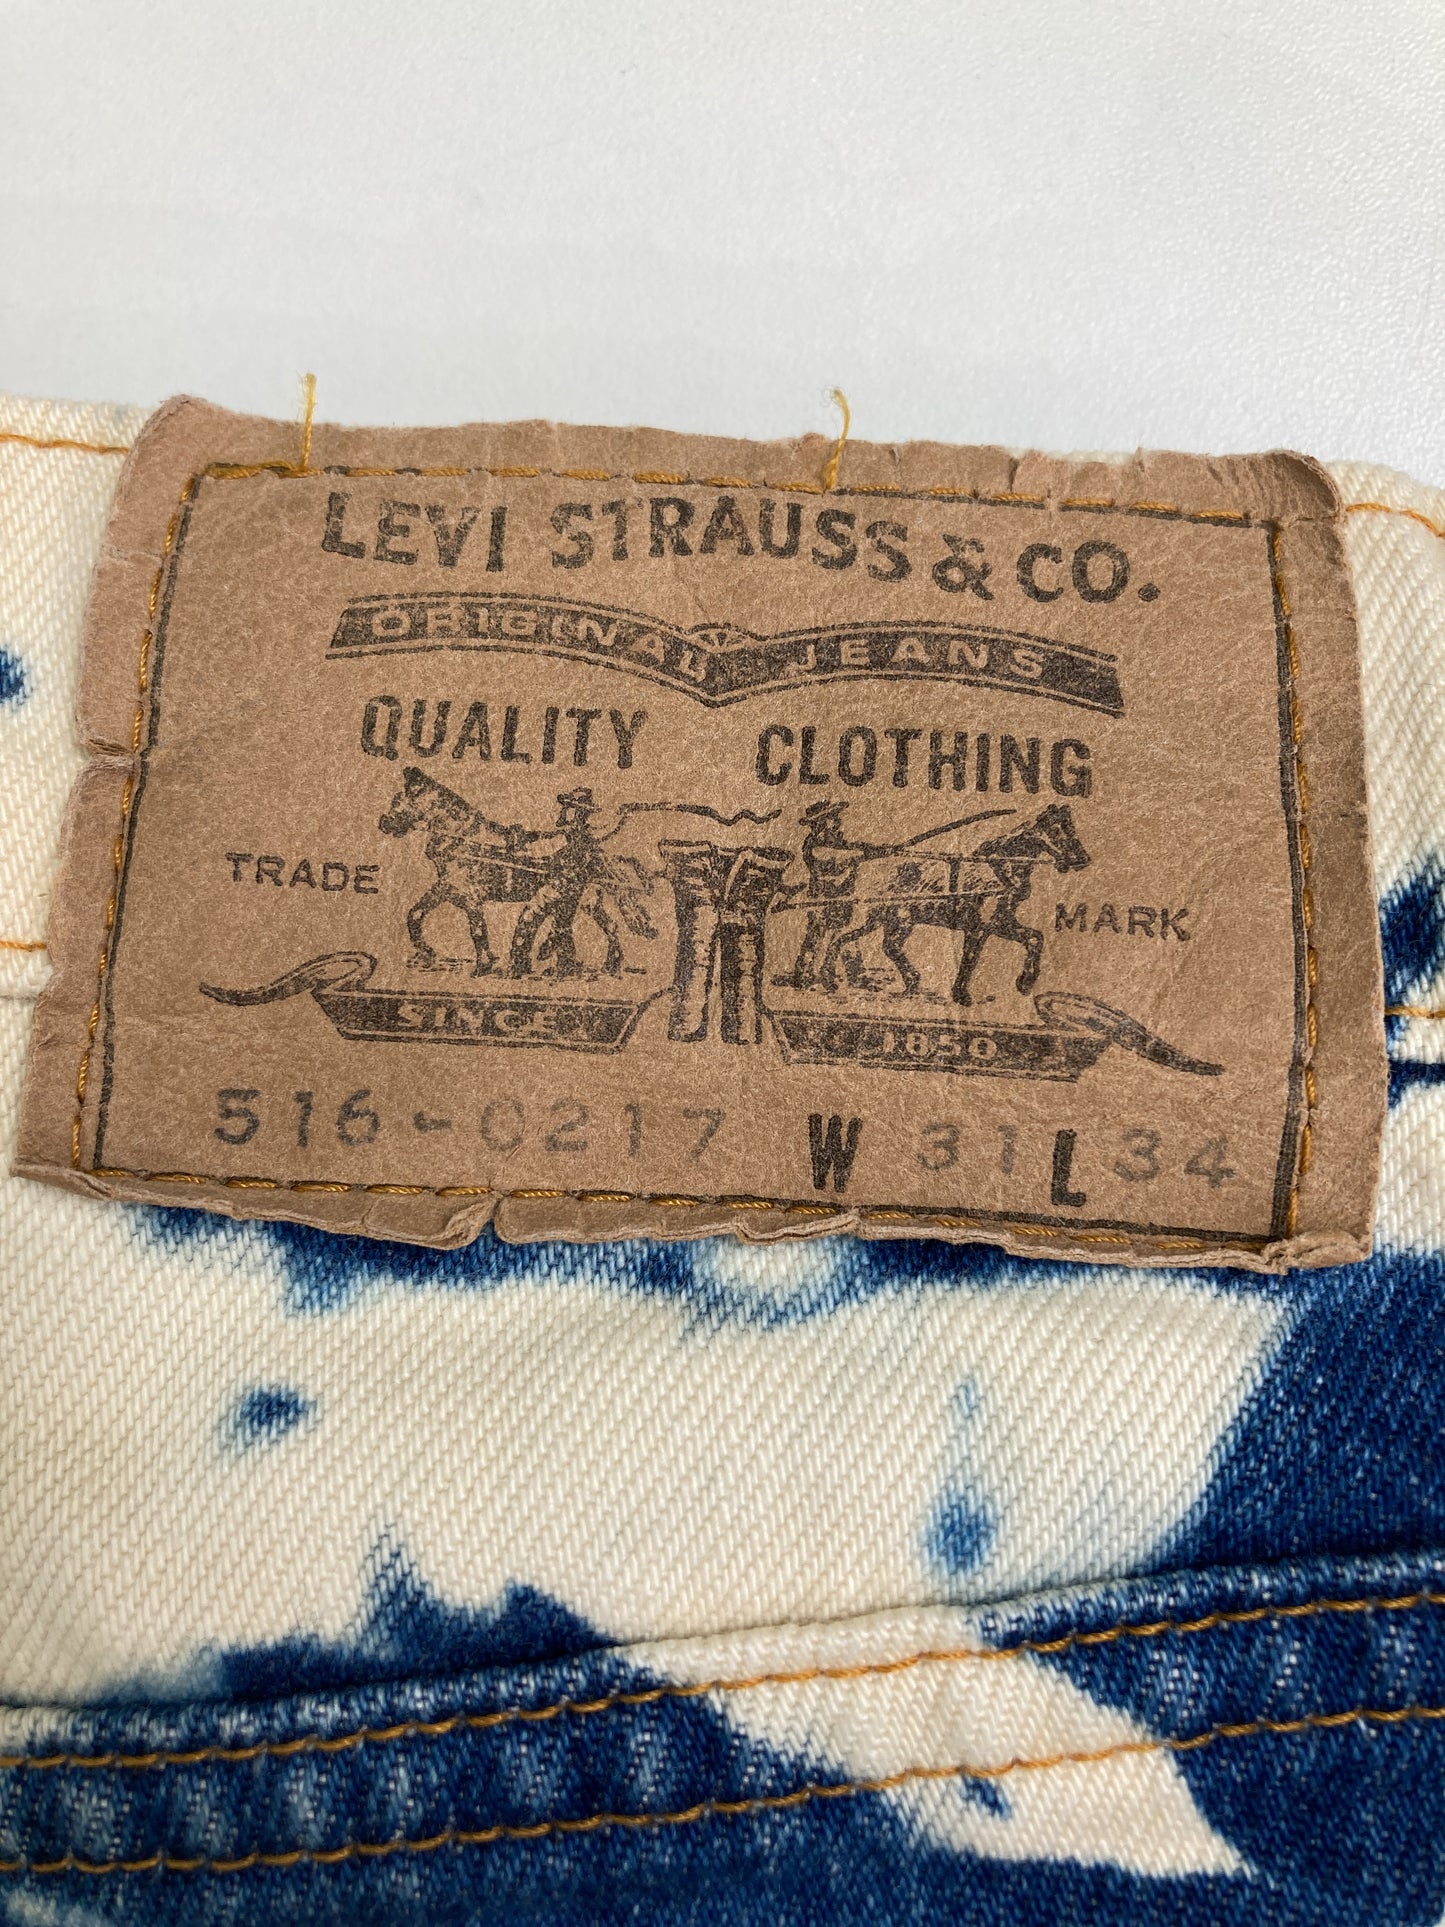 LEVI STRAUSS & CO.
ORIGINAL JEANS
QUALITY CLOTHING
TRADE MARK
SINCE 1850
516-0217 W 31 L 34